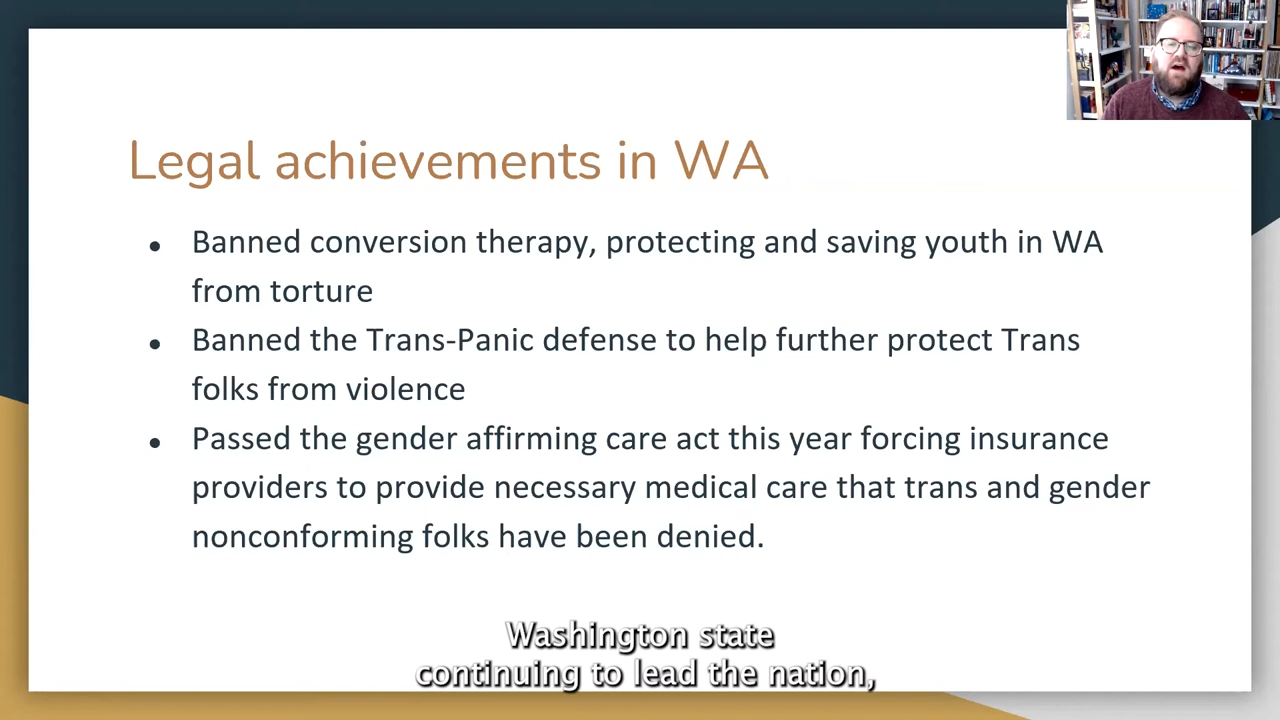 Legal achievements in WA
● Banned conversion therapy, protecting and saving youth in WA
from torture
● Banned the Trans-Panic defense to help further protect Trans
folks from violence
● Passed the gender affirming care act this year forcing insurance
providers to provide necessary medical care that trans and gender
nonconforming folks have been denied.
Washington state
continuing to lead the nation,